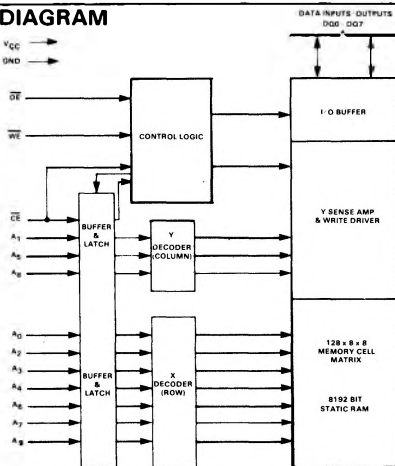 DIAGRAM
DATA INPUTS OUTPUTS
DQ0 - DQ7
VCC
GND
OE
WE
CE
A1
A5
A8
A0
A2
A3
A4
A6
A7
A9
CONTROL LOGIC
BUFFER
&
LATCH
Y
DECODER
(COLUMN)
BUFFER
&
LATCH
X
DECODER
(ROW)
I/O BUFFER
Y SENSE AMP
& WRITE DRIVER
128 x 8 x 8
MEMORY CELL
MATRIX
8192 BIT
STATIC RAM